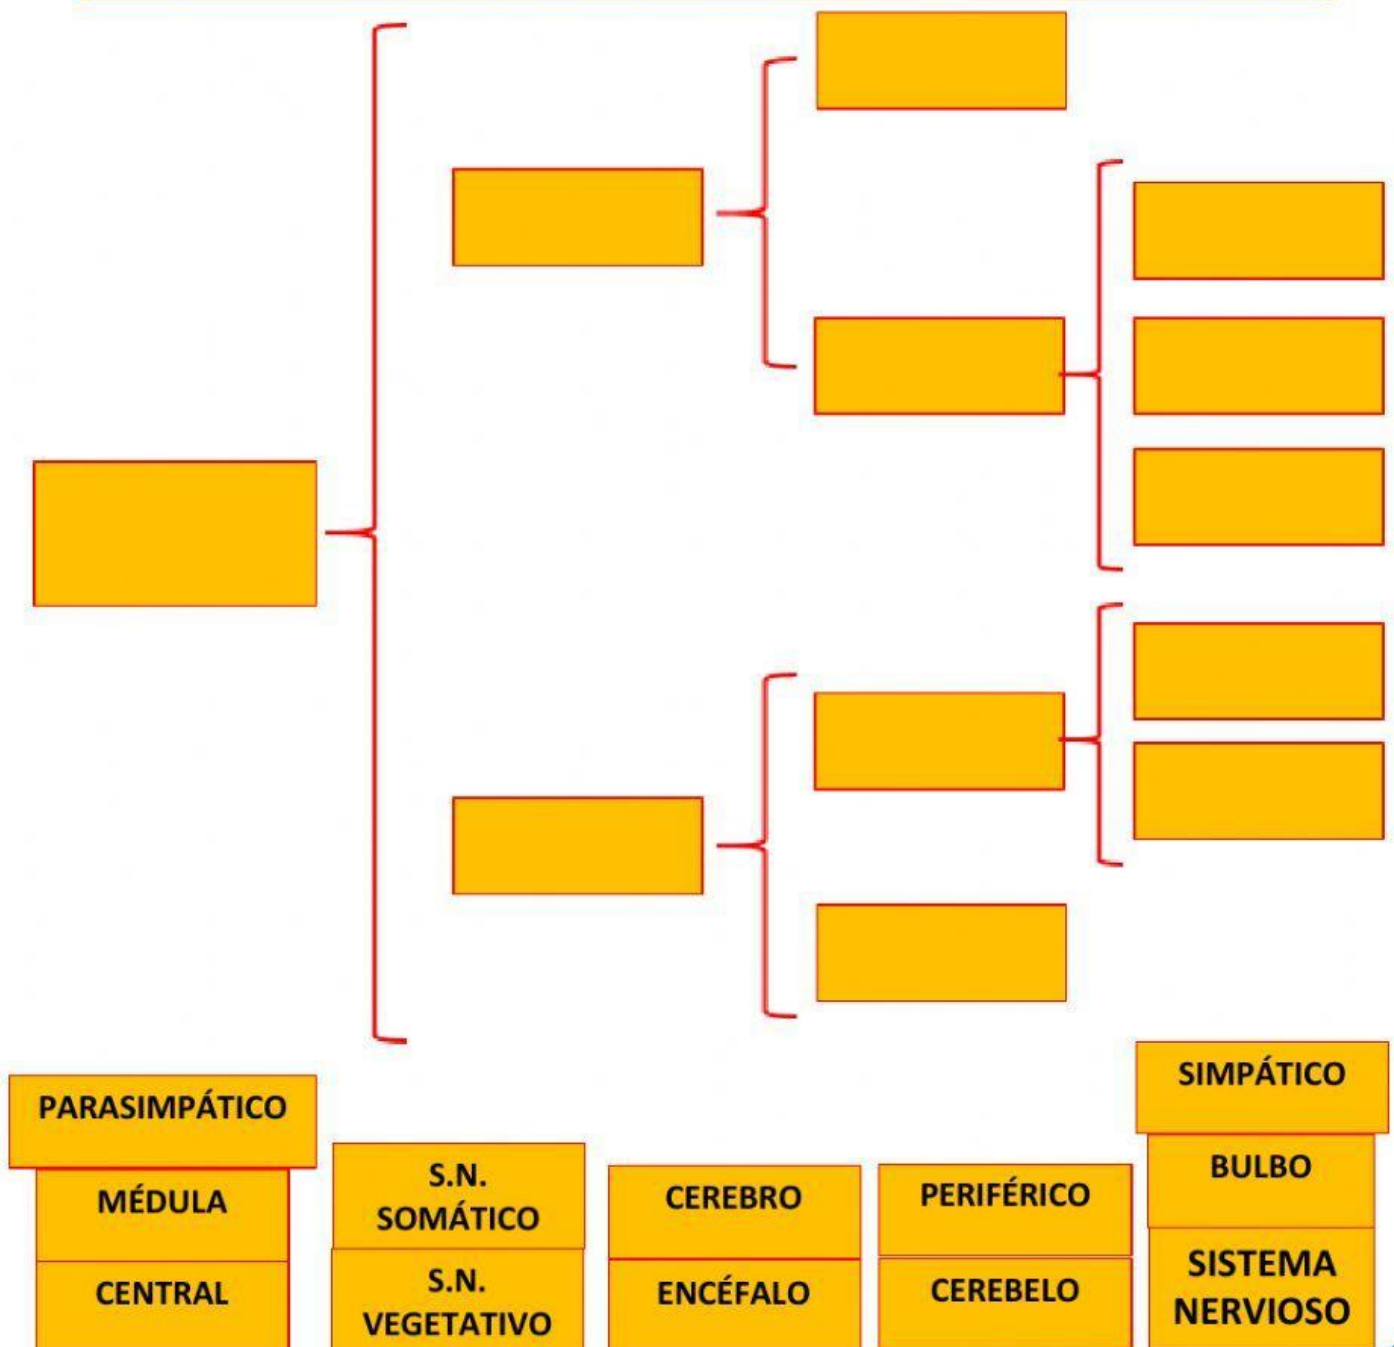 PARASIMPÁTICO
MÉDULA
CENTRAL
S.N.
SOMÁTICO
S.N.
VEGETATIVO
CEREBRO
ENCÉFALO
PERIFÉRICO
CEREBELO
SIMPÁTICO
BULBO
SISTEMA
NERVIOSO